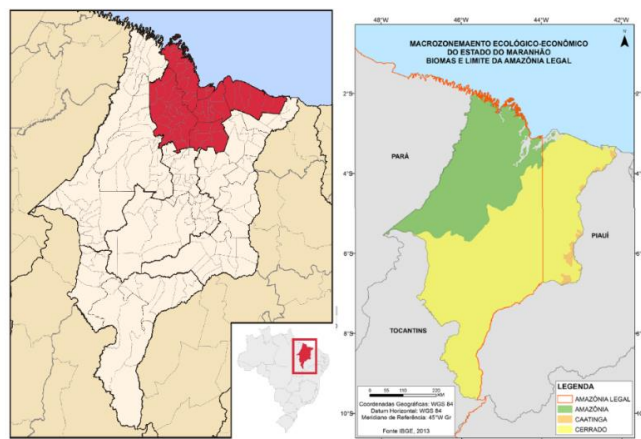 48°W
46°W
44°W
42°W
MACROZONEMAENTO ECOLÓGICO-ECONÔMICO
DO ESTADO DO MARANHÃO
BIOMAS E LIMITE DA AMAZÔNIA LEGAL
2°S
PARÁ
4°S
PIAUÍ
6°S
TOCANTINS
8°S
Coordenadas Geográficas: WGS 84
Datum Horizontal: WGS 84
Meridiano de Referência: 45°W Gr
Fonte IBGE, 2013
10°S
LEGENDA
AMAZÔNIA LEGAL
AMAZÔNIA
CAATINGA
CERRADO